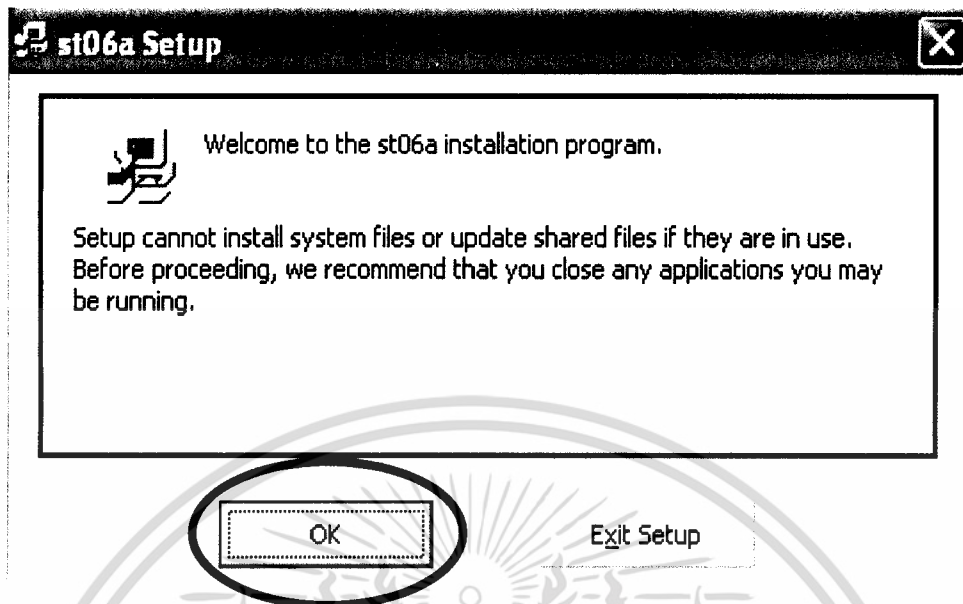 st06a Setup
Welcome to the st06a installation program.
Setup cannot install system files or update shared files if they are in use.
Before proceeding, we recommend that you close any applications you may
be running.
OK
Exit Setup